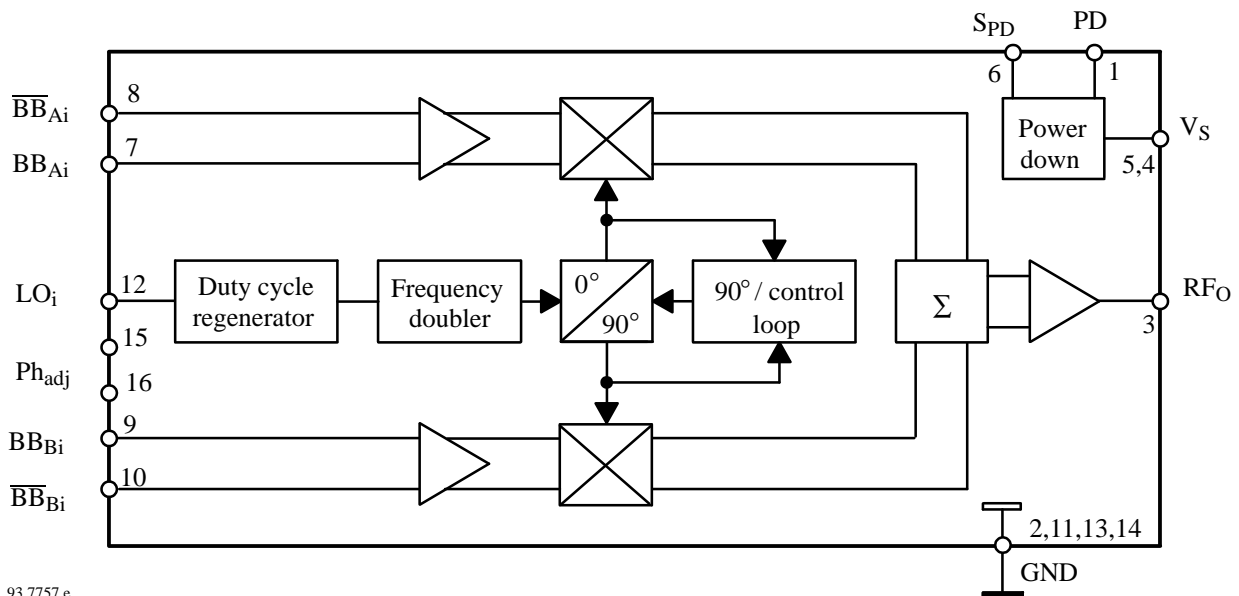 S_PD
PD
6
1
8
B̅B̅_Ai
Power
down
V_S
5,4
7
BB_Ai
0°
90°
90° / control
loop
LO_i
12
Duty cycle
regenerator
Frequency
doubler
Σ
RF_O
3
15
Ph_adj
16
9
BB_Bi
10
B̅B̅_Bi
2,11,13,14
GND
93 7757 e